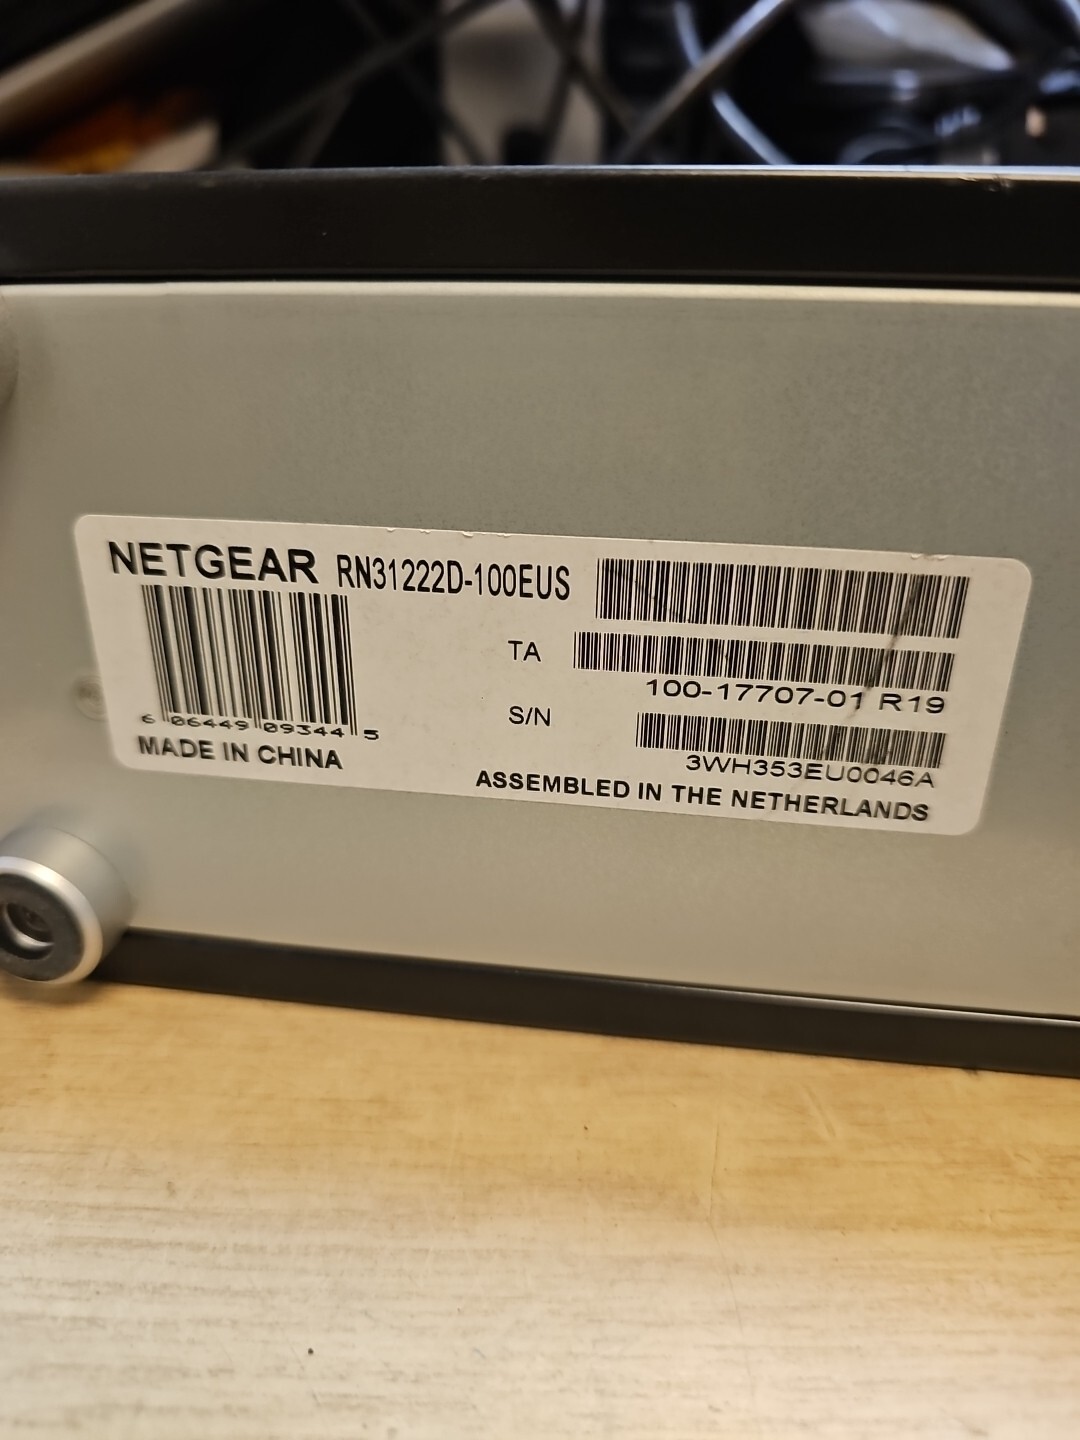 NETGEAR RN31222D-100EUS
TA
100-17707-01 R19
S/N
3WH353EU0046A
6 06449 09344 5
MADE IN CHINA
ASSEMBLED IN THE NETHERLANDS